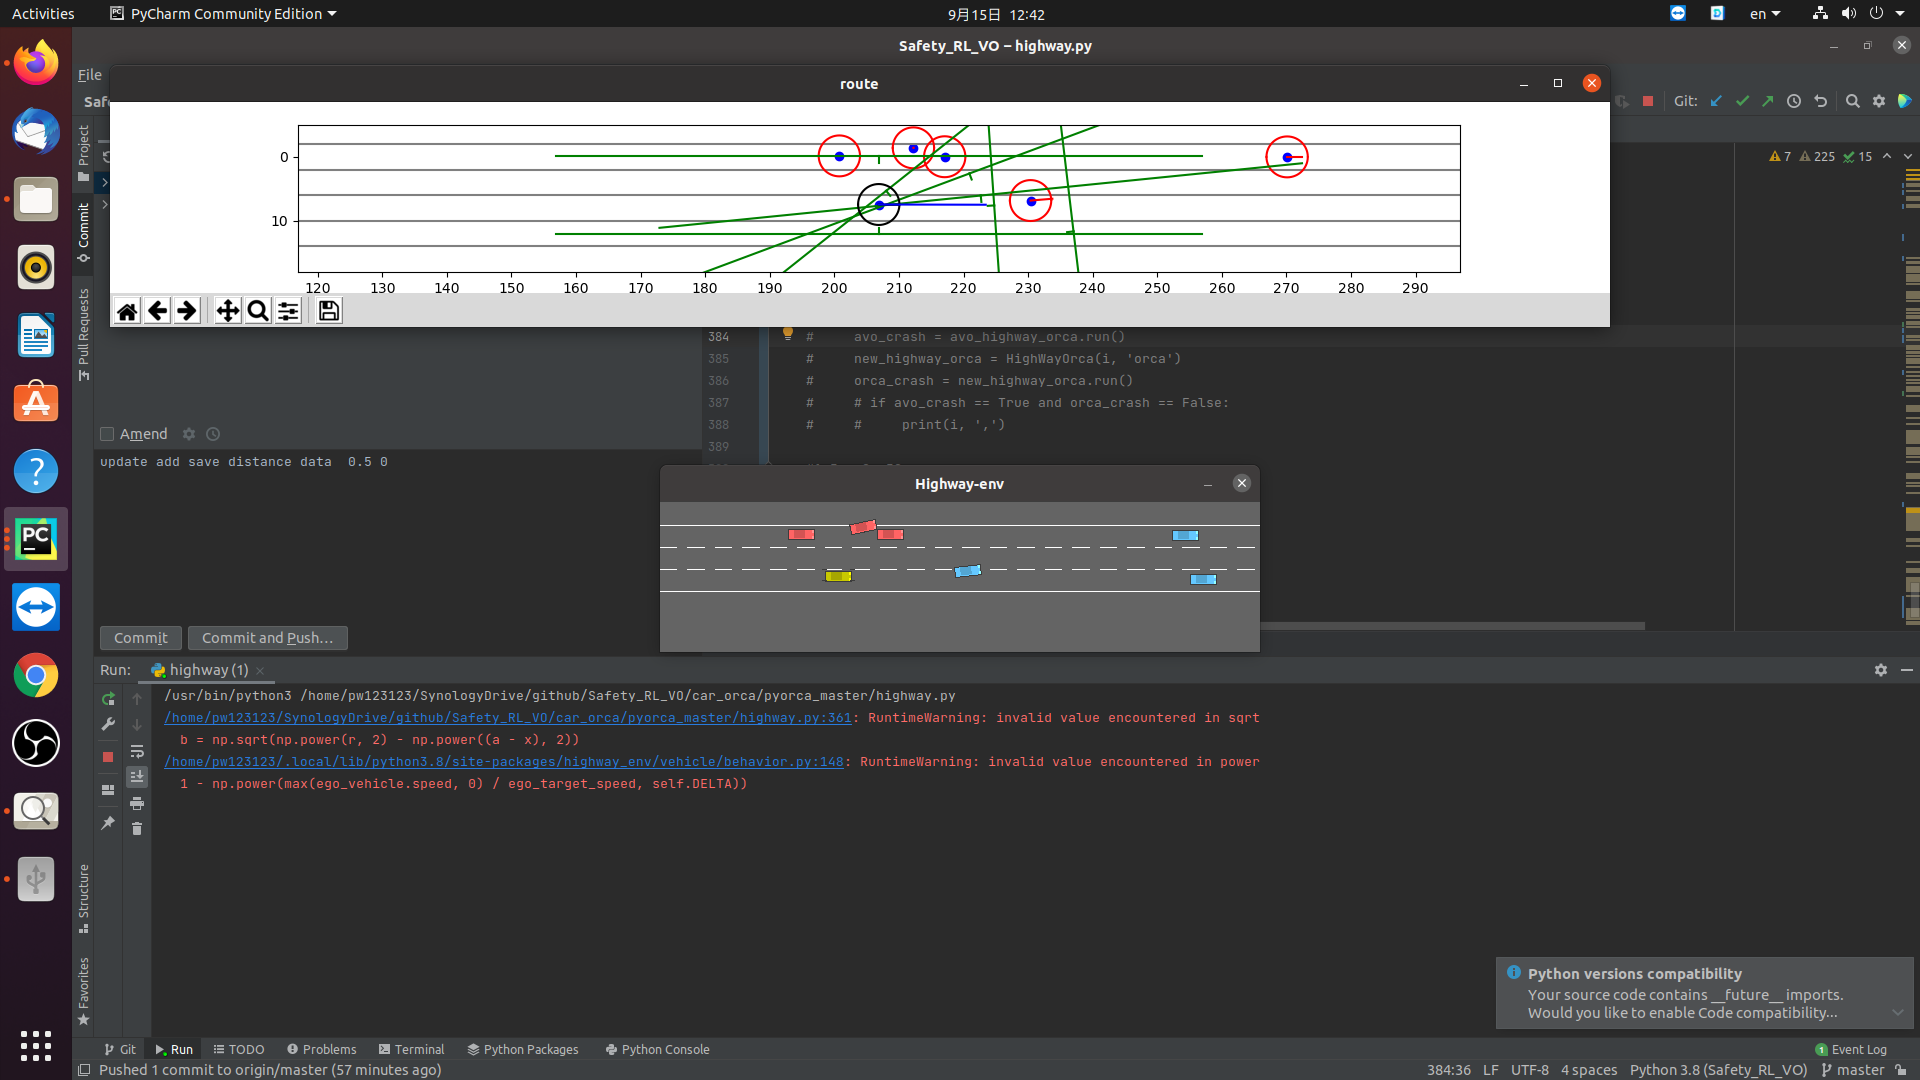 Activities
PyCharm Community Edition
9月15日 12:42
en
Safety_RL_VO – highway.py
File
route
Git:
Project
0
10
120 130 140 150 160 170 180 190 200 210 220 230 240 250 260 270 280 290
7 225 15
Commit
Pull Requests
384 # avo_crash = avo_highway_orca.run()
385 # new_highway_orca = HighWayOrca(i, 'orca')
386 # orca_crash = new_highway_orca.run()
387 # # if avo_crash == True and orca_crash == False:
388 # # print(i, ',')
389
Amend
update add save distance data 0.5 0
Highway-env
Commit
Commit and Push...
Run: highway (1)
/usr/bin/python3 /home/pw123123/SynologyDrive/github/Safety_RL_VO/car_orca/pyorca_master/highway.py
/home/pw123123/SynologyDrive/github/Safety_RL_VO/car_orca/pyorca_master/highway.py:361: RuntimeWarning: invalid value encountered in sqrt
b = np.sqrt(np.power(r, 2) - np.power((a - x), 2))
/home/pw123123/.local/lib/python3.8/site-packages/highway_env/vehicle/behavior.py:148: RuntimeWarning: invalid value encountered in power
1 - np.power(max(ego_vehicle.speed, 0) / ego_target_speed, self.DELTA))
Structure
Favorites
Python versions compatibility
Your source code contains __future__ imports.
Would you like to enable Code compatibility...
Git
Run
TODO
Problems
Terminal
Python Packages
Python Console
1 Event Log
Pushed 1 commit to origin/master (57 minutes ago)
384:36 LF UTF-8 4 spaces Python 3.8 (Safety_RL_VO) master